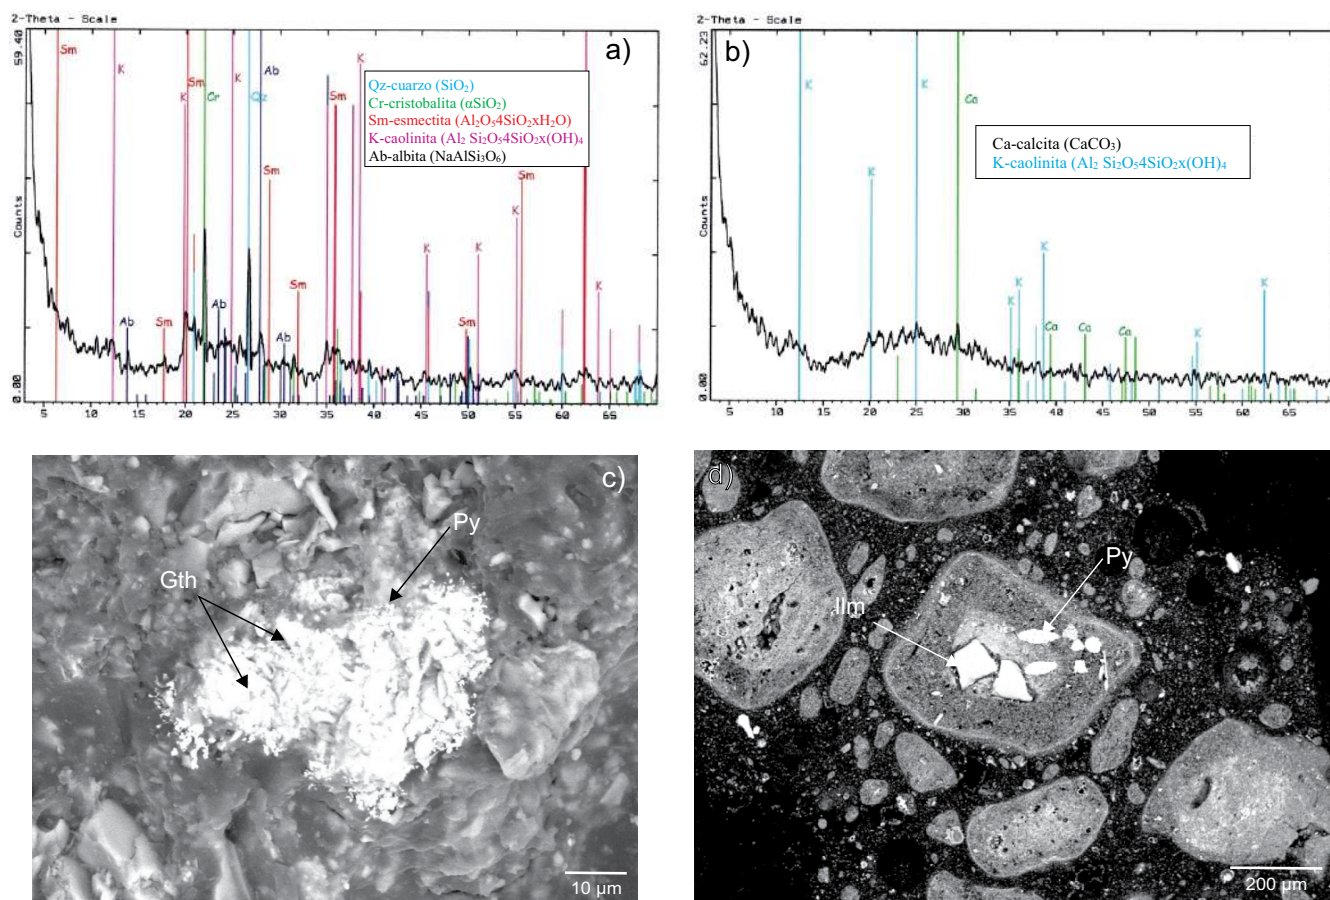 2-Theta - Scale
59.40
Counts
0.00
a)
Qz-cuarzo (SiO₂)
Cr-cristobalita (αSiO₂)
Sm-esmectita (Al₂O₅4SiO₂xH₂O)
K-caolinita (Al₂ Si₂O₅4SiO₂x(OH)₄
Ab-albita (NaAlSi₃O₆)
Sm
K
Sm
K
Cr
K
Qz
Ab
Sm
K
Ab
Sm
Ab
Sm
Ab
Sm
K
K
Sm
K
Sm
K
5 10 15 20 25 30 35 40 45 50 55 60 65
2-Theta - Scale
62.23
Counts
0.00
b)
Ca-calcita (CaCO₃)
K-caolinita (Al₂ Si₂O₅4SiO₂x(OH)₄
K
K
K
Ca
K
K
K
Ca
Ca
Ca
K
K
5 10 15 20 25 30 35 40 45 50 55 60 65
c)
Py
Gth
10 µm
d)
Py
Ilm
200 µm